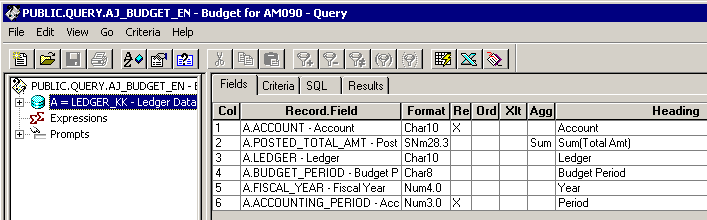 PUBLIC.QUERY.AJ_BUDGET_EN - Budget for AM090 - Query
File Edit View Go Criteria Help
PUBLIC.QUERY.AJ_BUDGET_EN - E
A = LEDGER_KK - Ledger Data
Expressions
Prompts
Fields Criteria SQL Results
Col Record.Field Format Re Ord Xlt Agg Heading
1 A.ACCOUNT - Account Char10 X Account
2 A.POSTED_TOTAL_AMT - Post SNm28.3 Sum Sum(Total Amt)
3 A.LEDGER - Ledger Char10 Ledger
4 A.BUDGET_PERIOD - Budget P Char8 Budget Period
5 A.FISCAL_YEAR - Fiscal Year Num4.0 Year
6 A.ACCOUNTING_PERIOD - Acc Num3.0 X Period